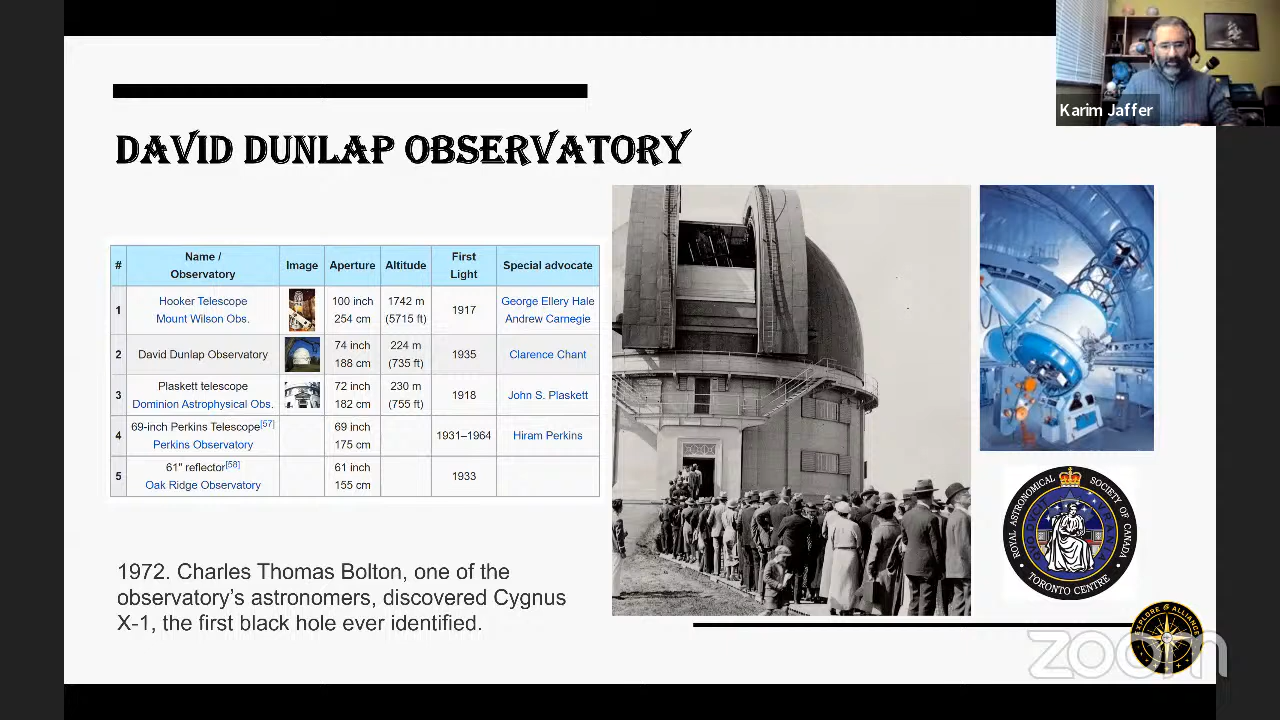 Karim Jaffer
DAVID DUNLAP OBSERVATORY
# Name / Observatory Image Aperture Altitude First Light Special advocate
1 Hooker Telescope Mount Wilson Obs. 100 inch 254 cm 1742 m (5715 ft) 1917 George Ellery Hale Andrew Carnegie
2 David Dunlap Observatory 74 inch 188 cm 224 m (735 ft) 1935 Clarence Chant
3 Plaskett telescope Dominion Astrophysical Obs. 72 inch 182 cm 230 m (755 ft) 1918 John S. Plaskett
4 69-inch Perkins Telescope[57] Perkins Observatory 69 inch 175 cm 1931–1964 Hiram Perkins
5 61" reflector[58] Oak Ridge Observatory 61 inch 155 cm 1933
1972. Charles Thomas Bolton, one of the
observatory's astronomers, discovered Cygnus
X-1, the first black hole ever identified.
ROYAL ASTRONOMICAL SOCIETY OF CANADA
• TORONTO CENTRE •
EXPLORE ALLIANCE
zoom